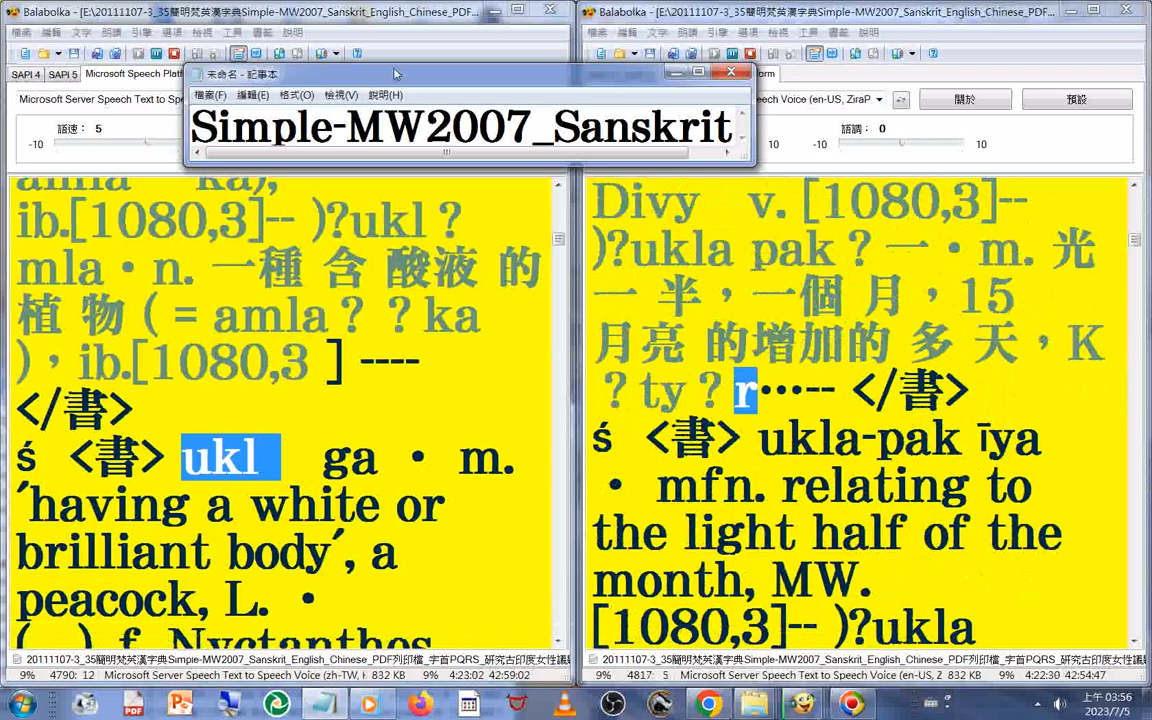 Balabolka - [E:\20111107-3_35簡明梵英漢字典Simple-MW2007_Sanskrit_English_Chinese_PDF...
檔案 編輯 文字 朗讀 引擎 選項 檢視 工具 書籤 說明
SAPI 4 SAPI 5 Microsoft Speech Platf
Microsoft Server Speech Text to Sp
語速： 5
-10
未命名 - 記事本
檔案(F) 編輯(E) 格式(O) 檢視(V) 說明(H)
Simple-MW2007_Sanskrit
amla ka),
ib.[1080,3]-- )?ukl ?
mla‧n. 一種 含 酸液 的
植 物 ( = amla ? ? ka
)，ib.[1080,3 ] ----
</書>
ś <書> ukl ga ‧ m.
´having a white or
brilliant body´, a
peacock, L. ‧
( ) f. Nyctanthes
20111107-3_35簡明梵英漢字典Simple-MW2007_Sanskrit_English_Chinese_PDF列印檔_字首PQRS_研究古印度女性議
9% 4790: 12 Microsoft Server Speech Text to Speech Voice (zh-TW, H 832 KB 9% 4:23:02 42:59:02
Balabolka - [E:\20111107-3_35簡明梵英漢字典Simple-MW2007_Sanskrit_English_Chinese_PDF...
檔案 編輯 文字 朗讀 引擎 選項 檢視 工具 書籤 說明
orm
eech Voice (en-US, ZiraP 關於 預設
語調： 0
10 -10 10
Divy v. [1080,3]--
)?ukla pak ? 一‧m. 光
一 半，一個 月，15
月亮 的增加的 多 天，K
? ty ? r…-- </書>
ś <書> ukla-pak īya
‧ mfn. relating to
the light half of the
month, MW.
[1080,3]-- )?ukla
20111107-3_35簡明梵英漢字典Simple-MW2007_Sanskrit_English_Chinese_PDF列印檔_字首PQRS_研究古印度女性議
9% 4817: 5 Microsoft Server Speech Text to Speech Voice (en-US, Z 832 KB 9% 4:22:30 42:54:47
上午 03:56
2023/7/5